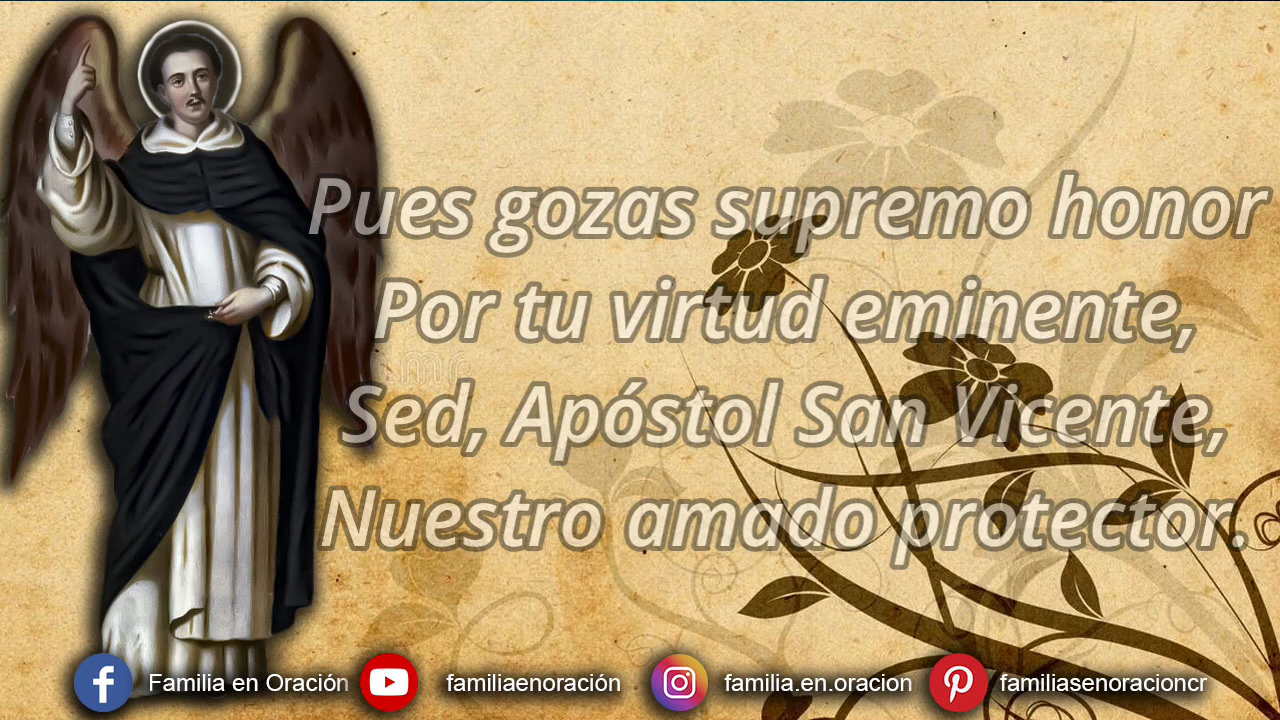 Pues gozas supremo honor
Por tu virtud eminente,
Sed, Apóstol San Vicente,
Nuestro amado protector.
Familia en Oración
familiaenoración
familia.en.oracion
familiasenoracioncr